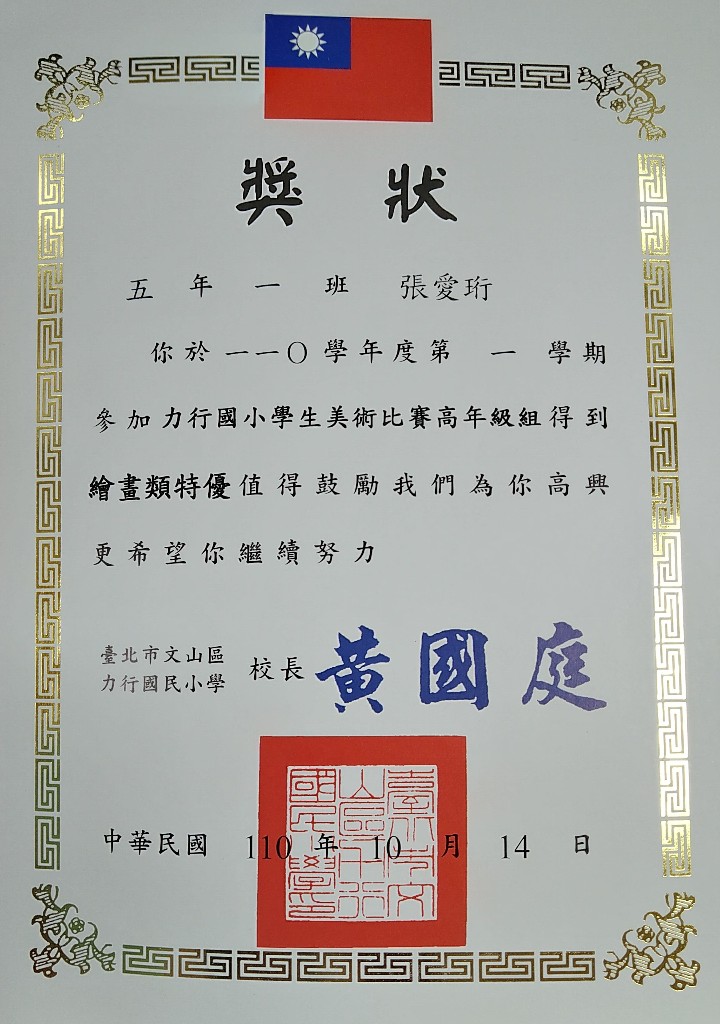 獎狀
五年一班 張愛珩
你於一一〇學年度第一學期
參加力行國小學生美術比賽高年級組得到
繪畫類特優值得鼓勵我們為你高興
更希望你繼續努力
臺北市文山區
力行國民小學
校長 黃國庭
中華民國 110 年 10 月 14 日